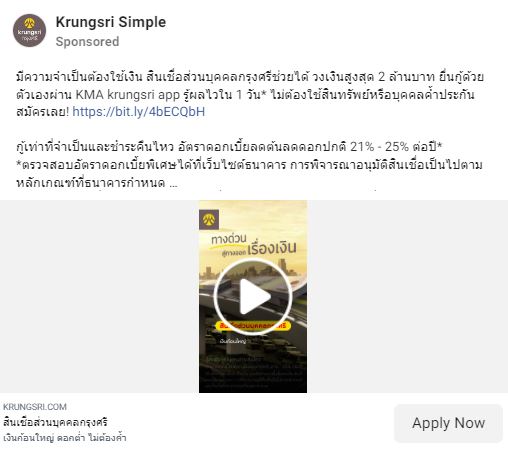 Krungsri Simple
Sponsored
มีความจำเป็นต้องใช้เงิน สินเชื่อส่วนบุคคลกรุงศรีช่วยได้ วงเงินสูงสุด 2 ล้านบาท ยื่นกู้ด้วย
ตัวเองผ่าน KMA krungsri app รู้ผลไวใน 1 วัน* ไม่ต้องใช้สินทรัพย์หรือบุคคลค้ำประกัน
สมัครเลย! https://bit.ly/4bECQbH
กู้เท่าที่จำเป็นและชำระคืนไหว อัตราดอกเบี้ยลดต้นลดดอกปกติ 21% - 25% ต่อปี*
*ตรวจสอบอัตราดอกเบี้ยพิเศษได้ที่เว็บไซต์ธนาคาร การพิจารณาอนุมัติสินเชื่อเป็นไปตาม
หลักเกณฑ์ที่ธนาคารกำหนด ...
krungsri
กรุงศรี
ทางด่วน
สู่ทางออก เรื่องเงิน
สินเชื่อส่วนบุคคลกรุงศรี
เงินก้อนใหญ่
KRUNGSRI.COM
สินเชื่อส่วนบุคคลกรุงศรี
เงินก้อนใหญ่ ดอกต่ำ ไม่ต้องค้ำ
Apply Now